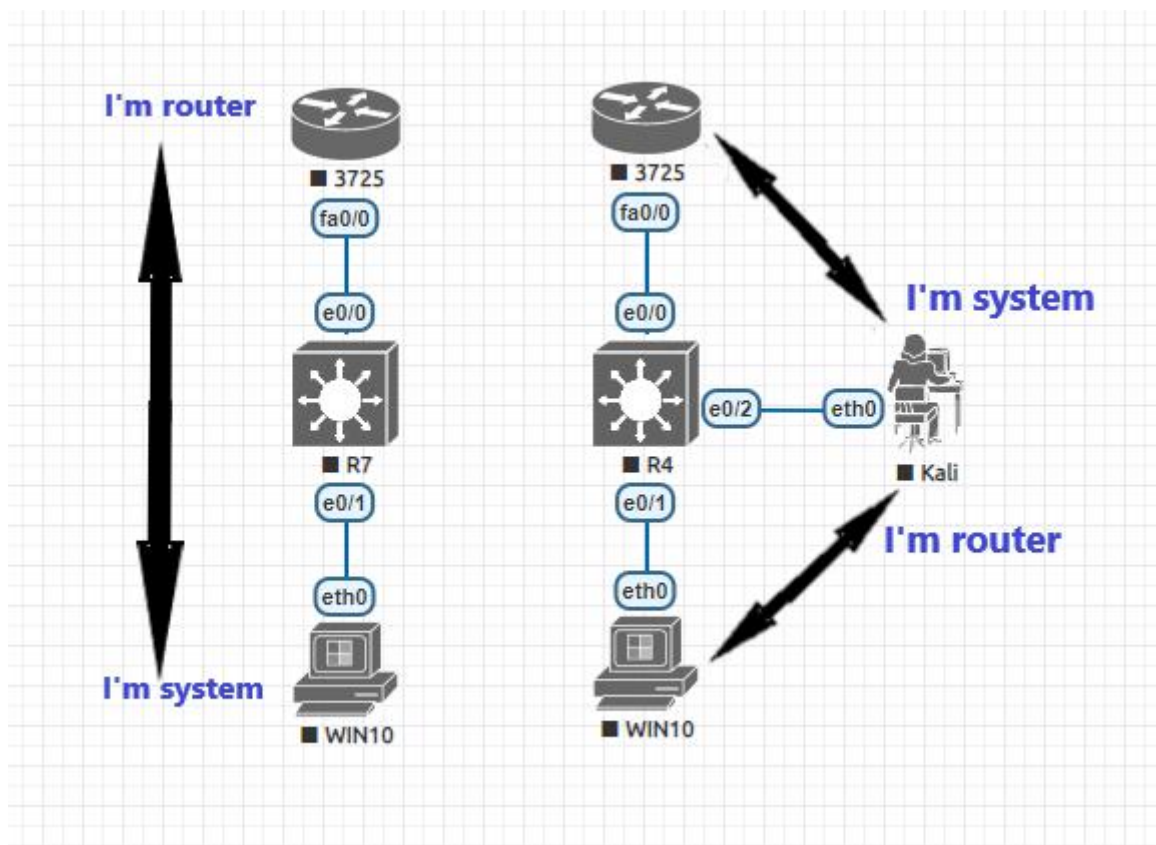 I'm router
■ 3725
fa0/0
e0/0
■ R7
e0/1
eth0
I'm system
■ WIN10
■ 3725
fa0/0
e0/0
I'm system
e0/2
eth0
■ R4
■ Kali
e0/1
I'm router
eth0
■ WIN10